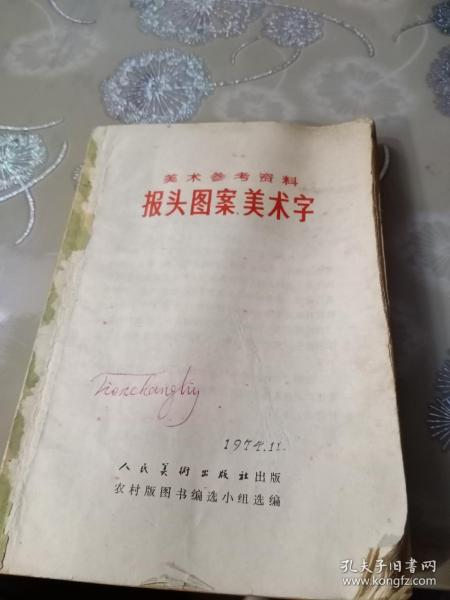 美术参考资料
报头图案、美术字
1974.11.
人民美術出版社出版
农村版图书编选小组选编
孔夫子旧书网
www.kongfz.com